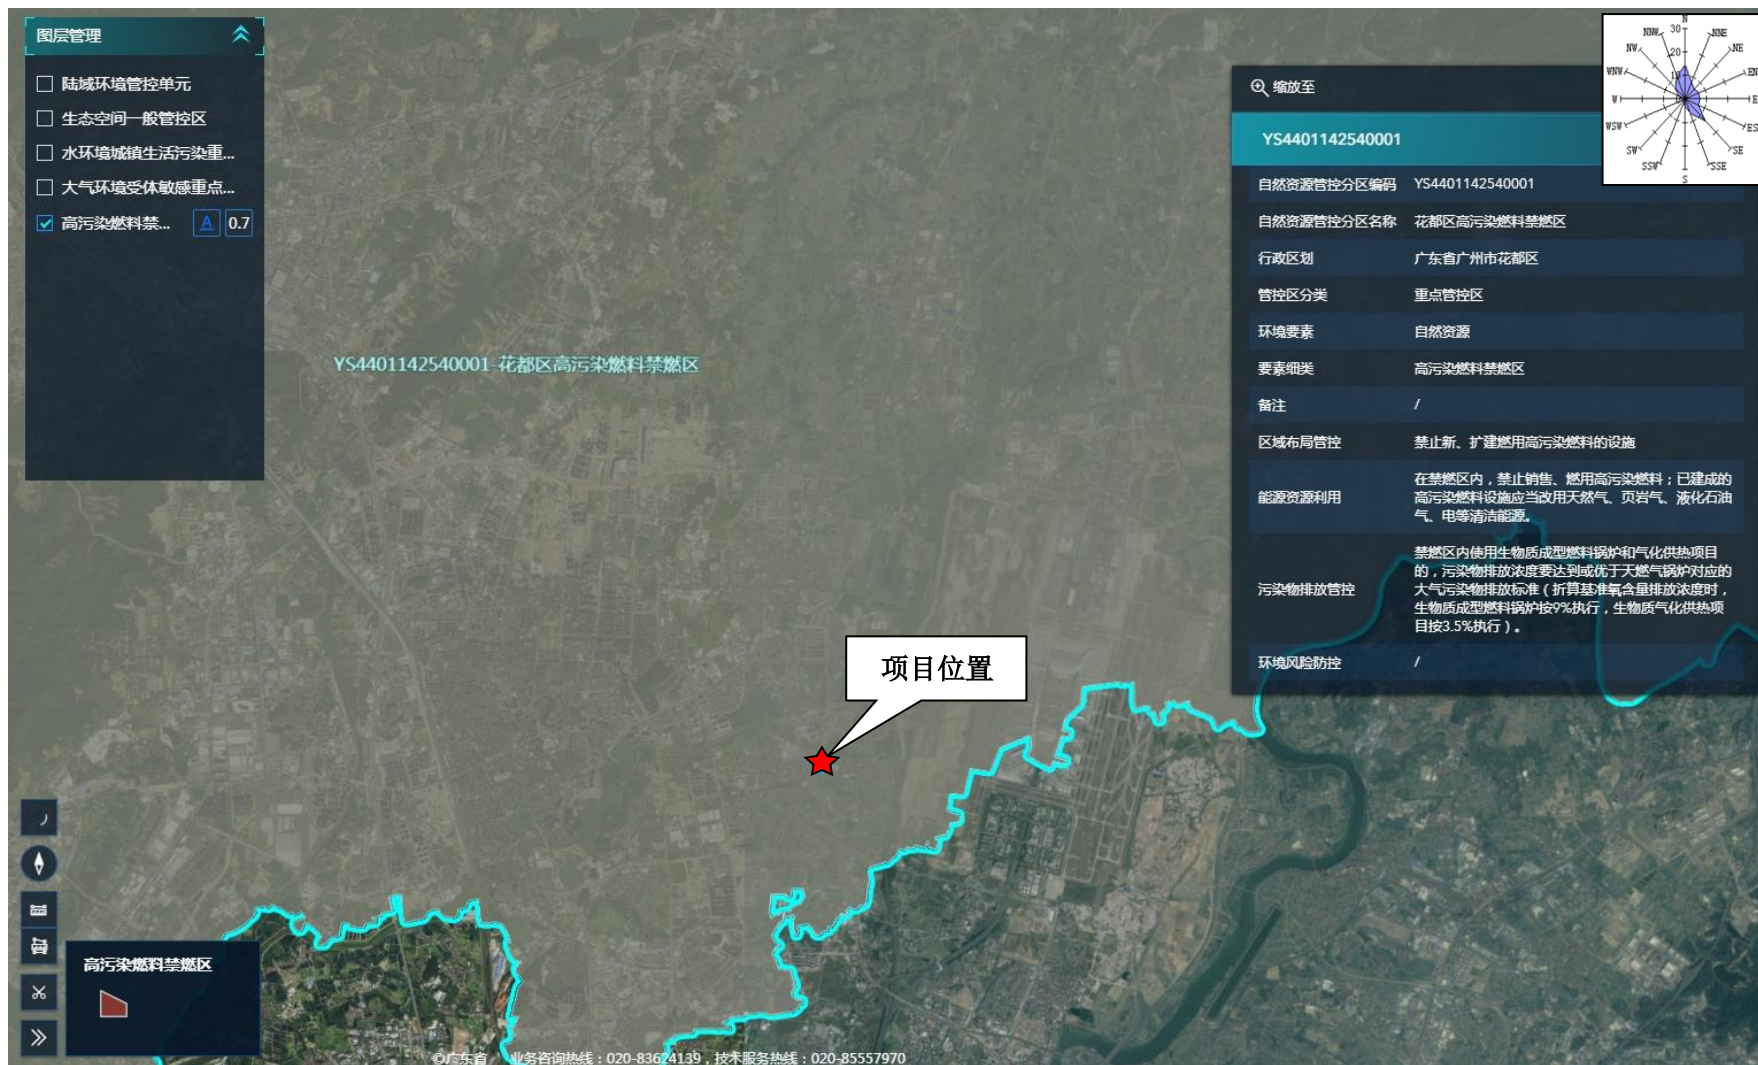 图层管理
陆域环境管控单元
生态空间一般管控区
水环境城镇生活污染重...
大气环境受体敏感重点...
高污染燃料禁...
A
0.7
YS4401142540001-花都区高污染燃料禁燃区
项目位置
缩放至
YS4401142540001
自然资源管控分区编码 YS4401142540001
自然资源管控分区名称 花都区高污染燃料禁燃区
行政区划 广东省广州市花都区
管控区分类 重点管控区
环境要素 自然资源
要素细类 高污染燃料禁燃区
备注 /
区域布局管控 禁止新、扩建燃用高污染燃料的设施
能源资源利用
在禁燃区内，禁止销售、燃用高污染燃料；已建成的
高污染燃料设施应当改用天然气、页岩气、液化石油
气、电等清洁能源。
污染物排放管控
禁燃区内使用生物质成型燃料锅炉和气化供热项目
的，污染物排放浓度要达到或优于天燃气锅炉对应的
大气污染物排放标准（折算基准氧含量排放浓度时，
生物质成型燃料锅炉按9%执行，生物质气化供热项
目按3.5%执行）。
环境风险防控 /
N
NNE
NE
E
SE
SSE
S
SSW
SW
WSW
W
WNW
NW
NNW
30
20
高污染燃料禁燃区
©广东省
业务咨询热线：020-83624139，技术服务热线：020-85557970